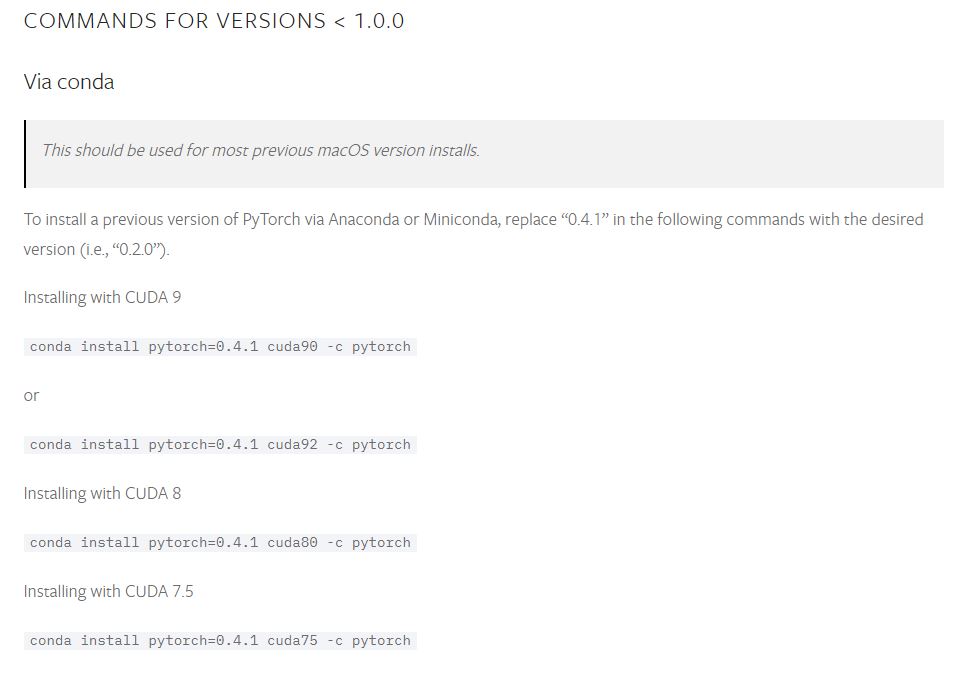 COMMANDS FOR VERSIONS < 1.0.0
Via conda
This should be used for most previous macOS version installs.
To install a previous version of PyTorch via Anaconda or Miniconda, replace “0.4.1” in the following commands with the desired
version (i.e., “0.2.0”).
Installing with CUDA 9
conda install pytorch=0.4.1 cuda90 -c pytorch
or
conda install pytorch=0.4.1 cuda92 -c pytorch
Installing with CUDA 8
conda install pytorch=0.4.1 cuda80 -c pytorch
Installing with CUDA 7.5
conda install pytorch=0.4.1 cuda75 -c pytorch